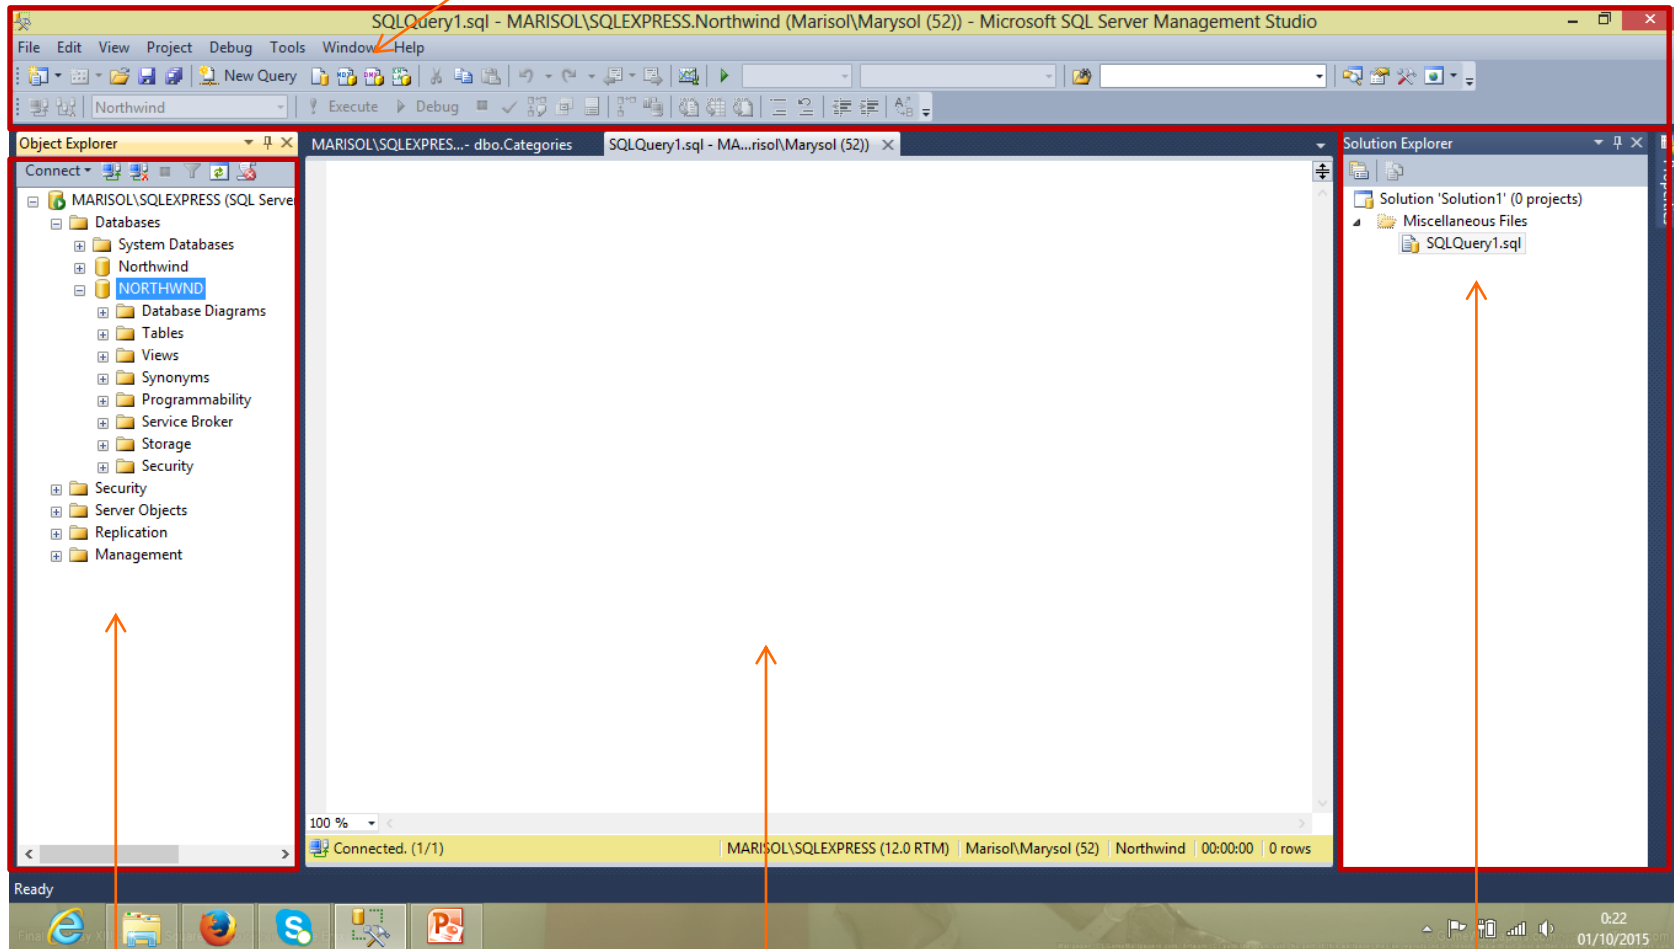 SQLQuery1.sql - MARISOL\SQLEXPRESS.Northwind (Marisol\Marysol (52)) - Microsoft SQL Server Management Studio
File Edit View Project Debug Tools Window Help
New Query
Northwind Execute Debug
Object Explorer
Connect
MARISOL\SQLEXPRESS (SQL Serve
Databases
System Databases
Northwind
NORTHWND
Database Diagrams
Tables
Views
Synonyms
Programmability
Service Broker
Storage
Security
Security
Server Objects
Replication
Management
MARISOL\SQLEXPRES...- dbo.Categories SQLQuery1.sql - MA...risol\Marysol (52))
100 %
Connected. (1/1) MARISOL\SQLEXPRESS (12.0 RTM) Marisol\Marysol (52) Northwind 00:00:00 0 rows
Solution Explorer
Solution 'Solution1' (0 projects)
Miscellaneous Files
SQLQuery1.sql
Properties
Ready
0:22
01/10/2015